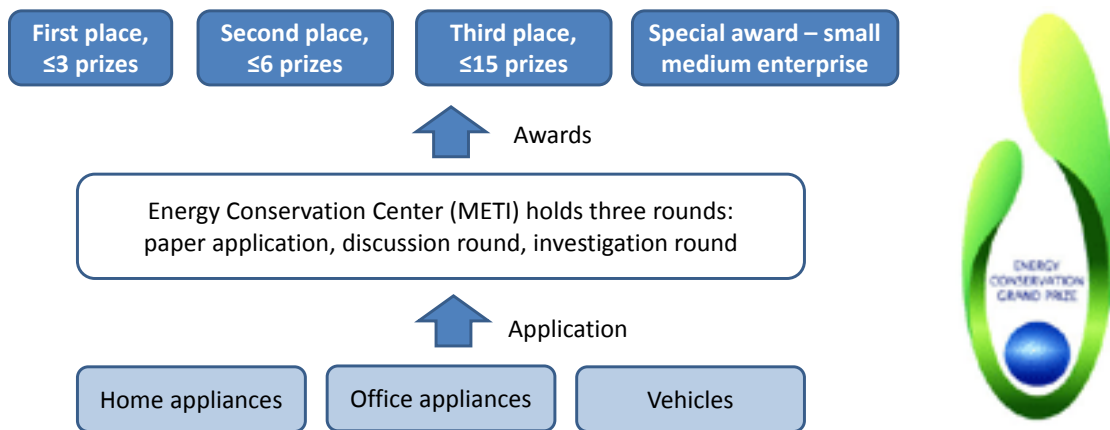 First place,
≤3 prizes
Second place,
≤6 prizes
Third place,
≤15 prizes
Special award – small
medium enterprise
Awards
Energy Conservation Center (METI) holds three rounds:
paper application, discussion round, investigation round
Application
Home appliances
Office appliances
Vehicles
ENERGY
CONSERVATION
GRAND PRIZE